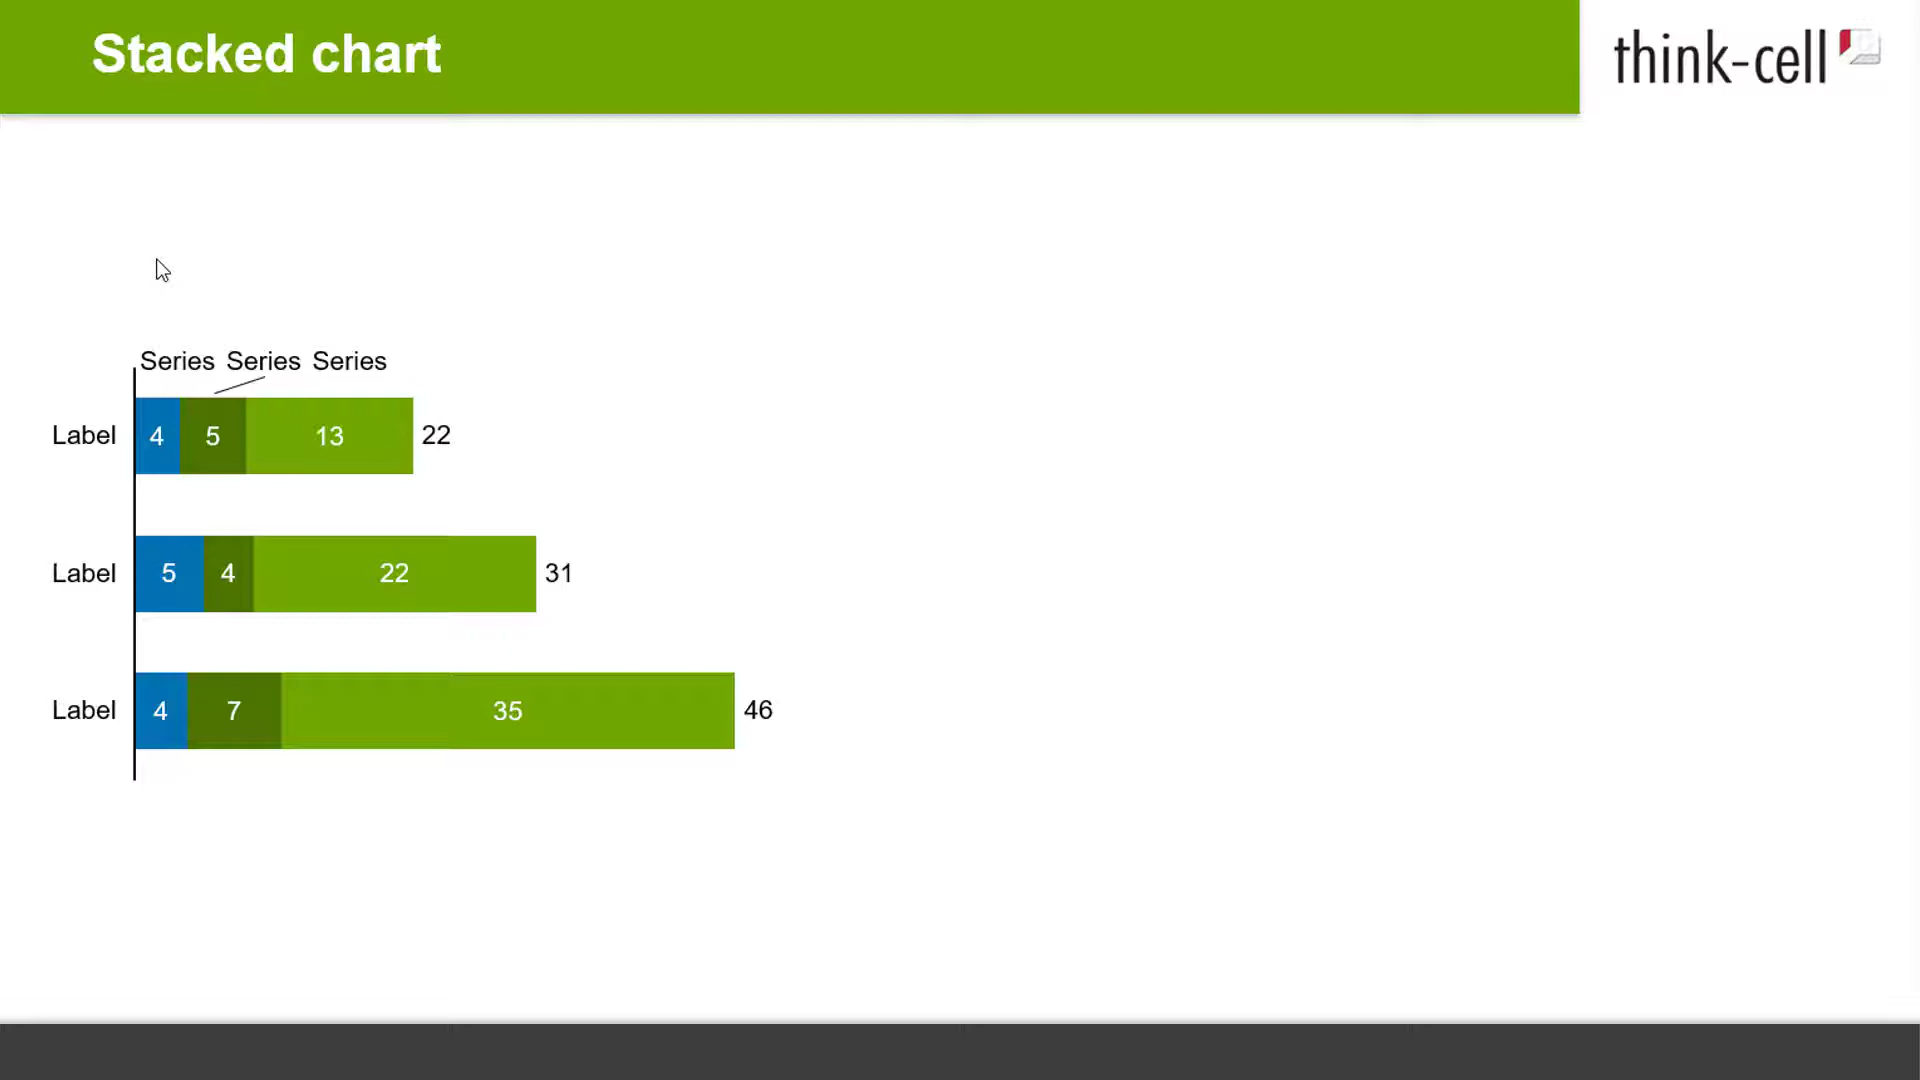 Stacked chart
think-cell
Series Series Series
Label 4 5 13 22
Label 5 4 22 31
Label 4 7 35 46